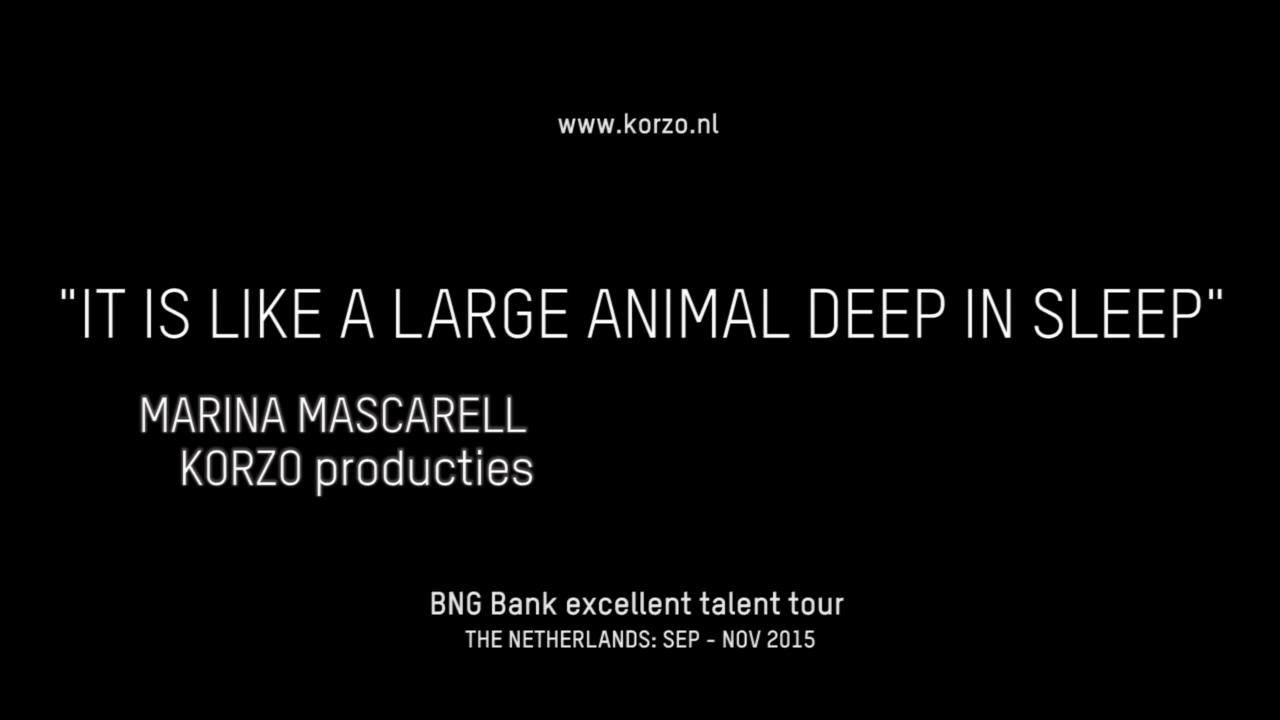 www.korzo.nl
"IT IS LIKE A LARGE ANIMAL DEEP IN SLEEP"
MARINA MASCARELL
KORZO producties
BNG Bank excellent talent tour
THE NETHERLANDS: SEP - NOV 2015